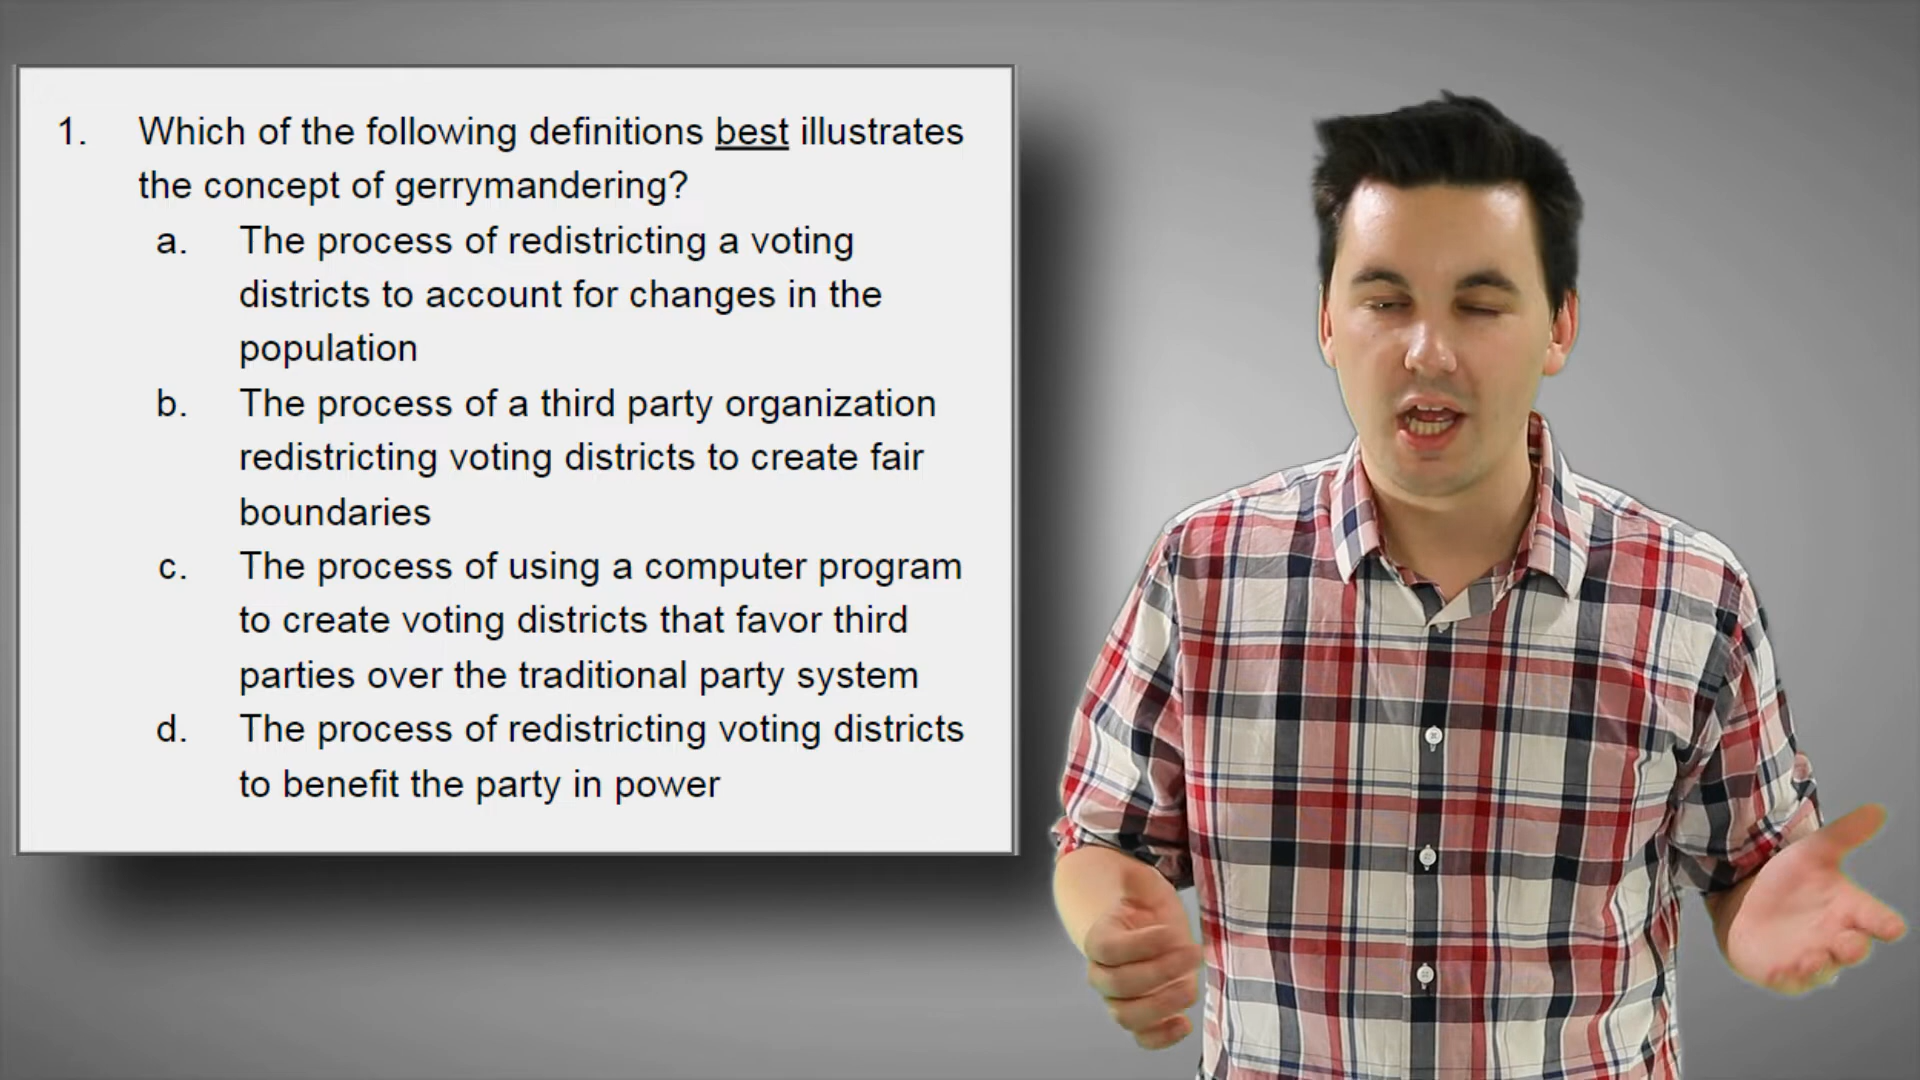 1. Which of the following definitions best illustrates
the concept of gerrymandering?
a. The process of redistricting a voting
districts to account for changes in the
population
b. The process of a third party organization
redistricting voting districts to create fair
boundaries
c. The process of using a computer program
to create voting districts that favor third
parties over the traditional party system
d. The process of redistricting voting districts
to benefit the party in power